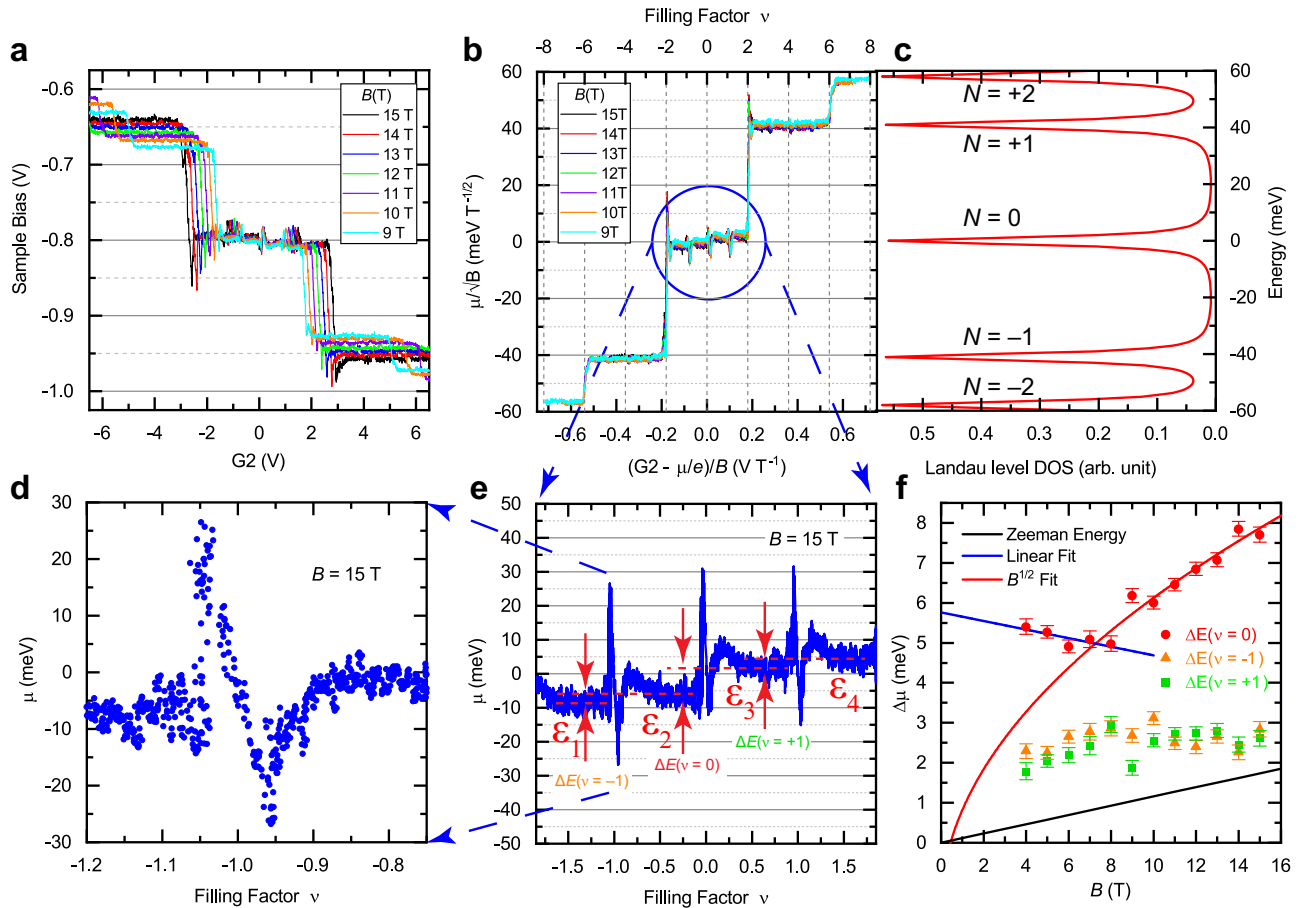 a
-0.6
-0.7
-0.8
-0.9
-1.0
Sample Bias (V)
-6
-4
-2
0
2
4
6
G2 (V)
B(T)
15 T
14 T
13 T
12 T
11 T
10 T
9 T
Filling Factor ν
-8
-6
-4
-2
0
2
4
6
8
b
60
40
20
0
-20
-40
-60
μ/√B (meV T-1/2)
B(T)
15T
14T
13T
12T
11T
10T
9T
-0.6
-0.4
-0.2
0.0
0.2
0.4
0.6
(G2 - μ/e)/B (V T-1)
c
N = +2
N = +1
N = 0
N = –1
N = –2
60
40
20
0
-20
-40
-60
Energy (meV)
0.5
0.4
0.3
0.2
0.1
0.0
Landau level DOS (arb. unit)
d
30
20
10
0
-10
-20
-30
μ (meV)
B = 15 T
-1.2
-1.1
-1.0
-0.9
-0.8
Filling Factor ν
e
50
40
30
20
10
0
-10
-20
-30
-40
-50
μ (meV)
B = 15 T
ε1
ε2
ε3
ε4
ΔE(ν = –1)
ΔE(ν = 0)
ΔE(ν = +1)
-1.5
-1.0
-0.5
0.0
0.5
1.0
1.5
Filling Factor ν
f
8
7
6
5
4
3
2
1
0
Δμ (meV)
Zeeman Energy
Linear Fit
B1/2 Fit
ΔE(ν = 0)
ΔE(ν = -1)
ΔE(ν = +1)
0
2
4
6
8
10
12
14
16
B (T)